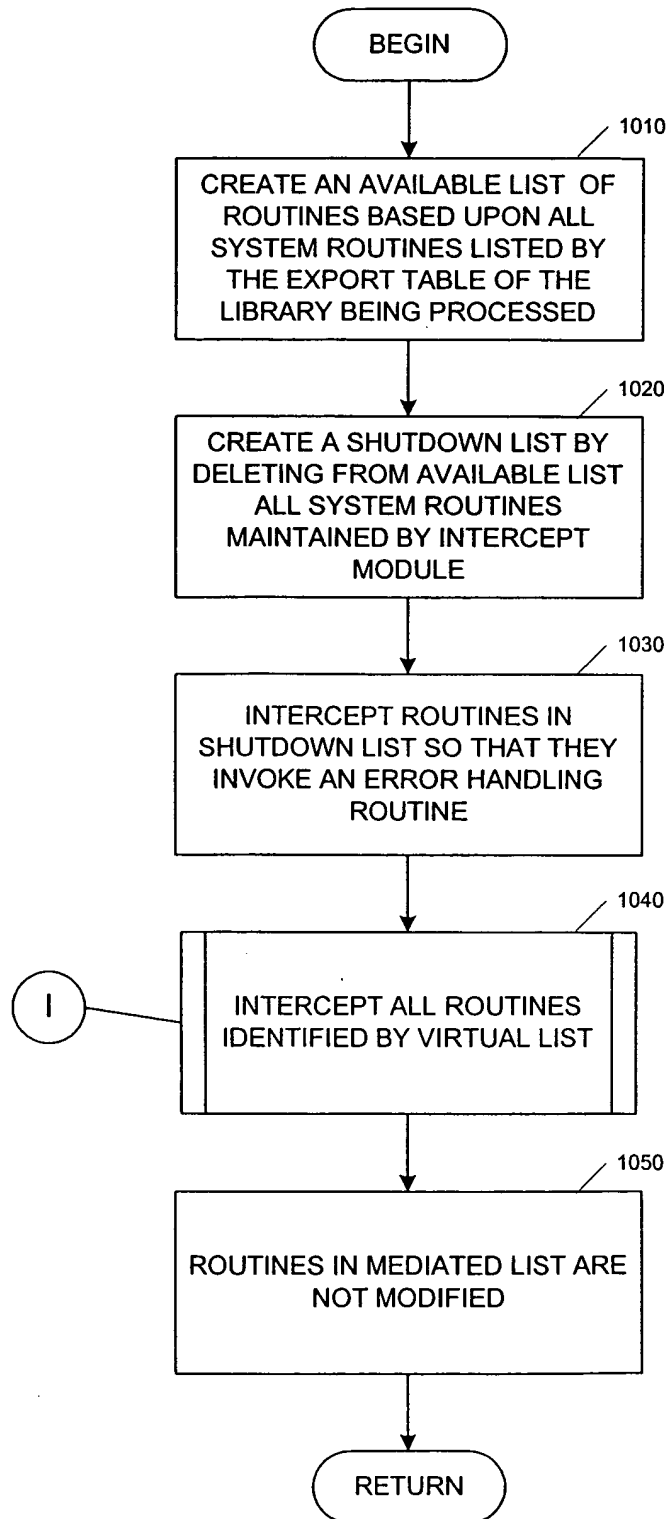 BEGIN
1010
CREATE AN AVAILABLE LIST OF
ROUTINES BASED UPON ALL
SYSTEM ROUTINES LISTED BY
THE EXPORT TABLE OF THE
LIBRARY BEING PROCESSED
1020
CREATE A SHUTDOWN LIST BY
DELETING FROM AVAILABLE LIST
ALL SYSTEM ROUTINES
MAINTAINED BY INTERCEPT
MODULE
1030
INTERCEPT ROUTINES IN
SHUTDOWN LIST SO THAT THEY
INVOKE AN ERROR HANDLING
ROUTINE
1040
I
INTERCEPT ALL ROUTINES
IDENTIFIED BY VIRTUAL LIST
1050
ROUTINES IN MEDIATED LIST ARE
NOT MODIFIED
RETURN